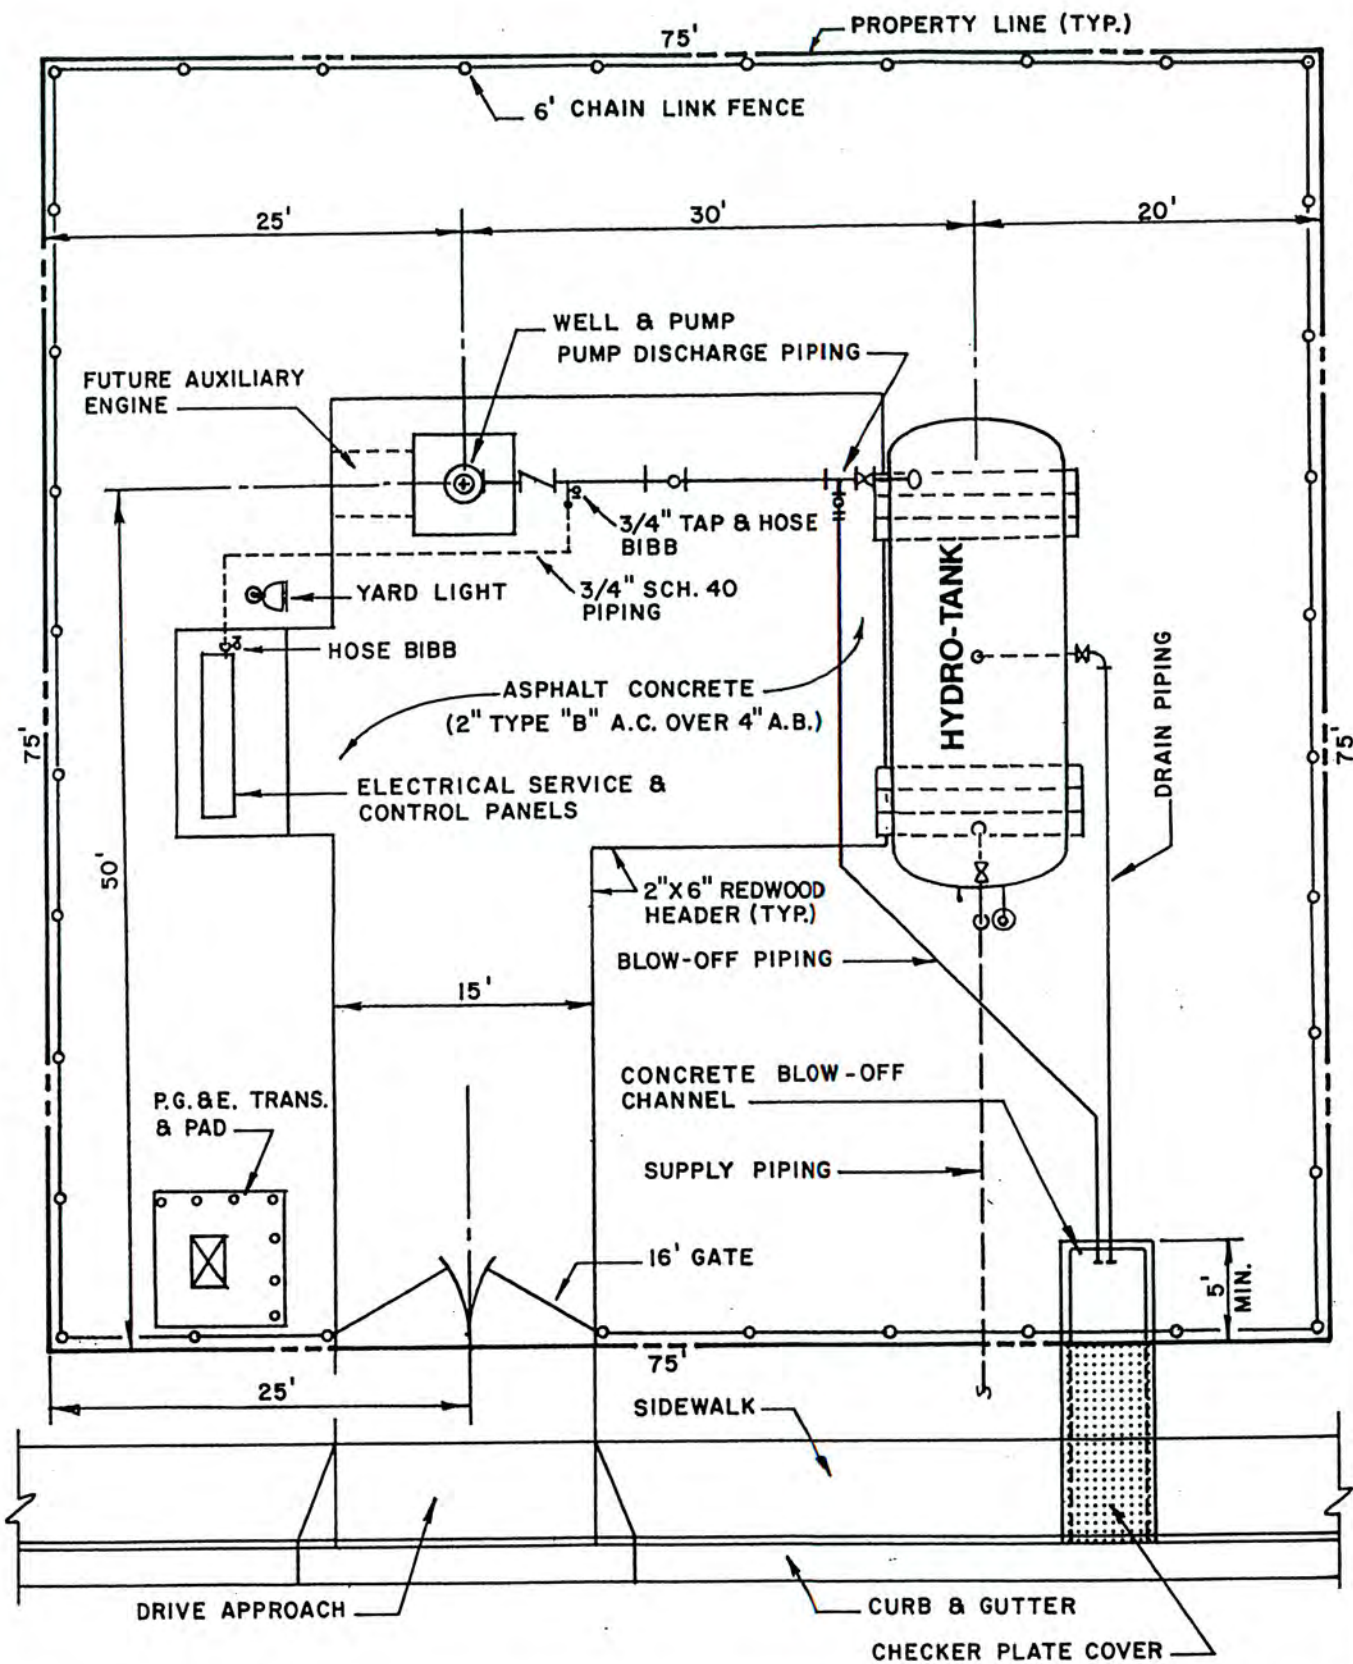 PROPERTY LINE (TYP.)
75'
6' CHAIN LINK FENCE
25'
30'
20'
WELL & PUMP
PUMP DISCHARGE PIPING
FUTURE AUXILIARY
ENGINE
3/4" TAP & HOSE
BIBB
3/4" SCH. 40
PIPING
YARD LIGHT
HOSE BIBB
HYDRO-TANK
DRAIN PIPING
ASPHALT CONCRETE
(2" TYPE "B" A.C. OVER 4" A.B.)
75'
75'
ELECTRICAL SERVICE &
CONTROL PANELS
50'
2"X6" REDWOOD
HEADER (TYP.)
BLOW-OFF PIPING
15'
CONCRETE BLOW-OFF
CHANNEL
P.G.&E. TRANS.
& PAD
SUPPLY PIPING
16' GATE
5'
MIN.
75'
25'
SIDEWALK
DRIVE APPROACH
CURB & GUTTER
CHECKER PLATE COVER